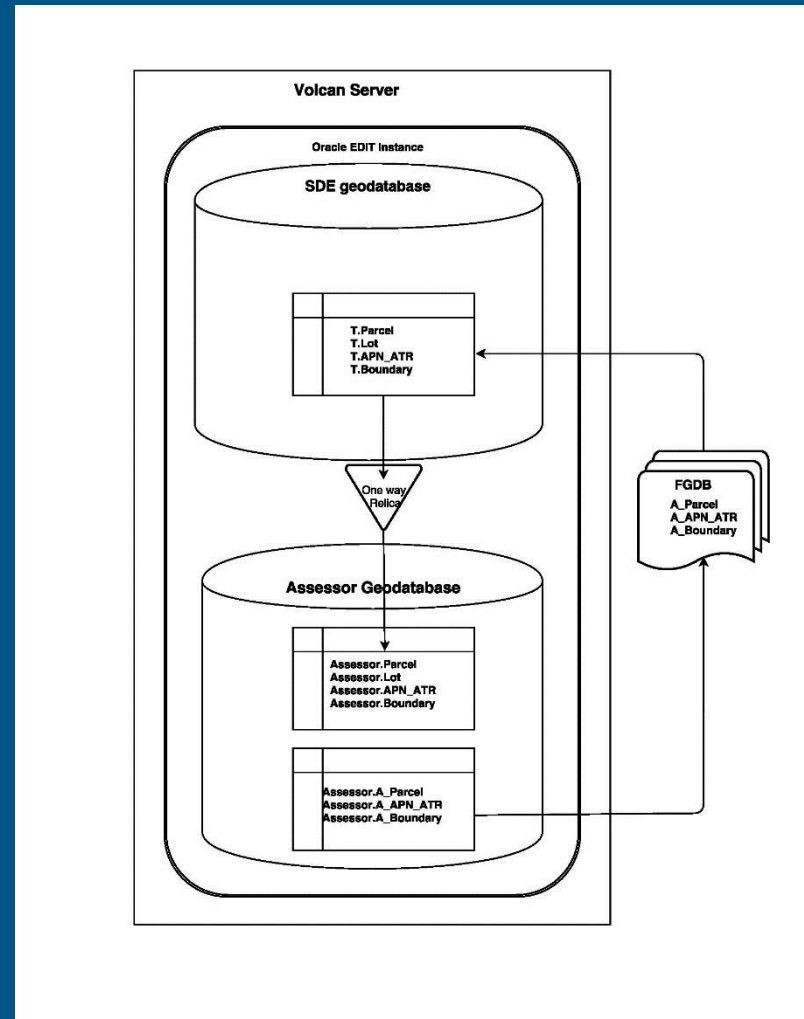 Volcan Server
Oracle EDIT Instance
SDE geodatabase
T.Parcel
T.Lot
T.APN_ATR
T.Boundary
One way
Relica
FGDB
A_Parcel
A_APN_ATR
A_Boundary
Assessor Geodatabase
Assessor.Parcel
Assessor.Lot
Assessor.APN_ATR
Assessor.Boundary
Assessor.A_Parcel
Assessor.A_APN_ATR
Assessor.A_Boundary